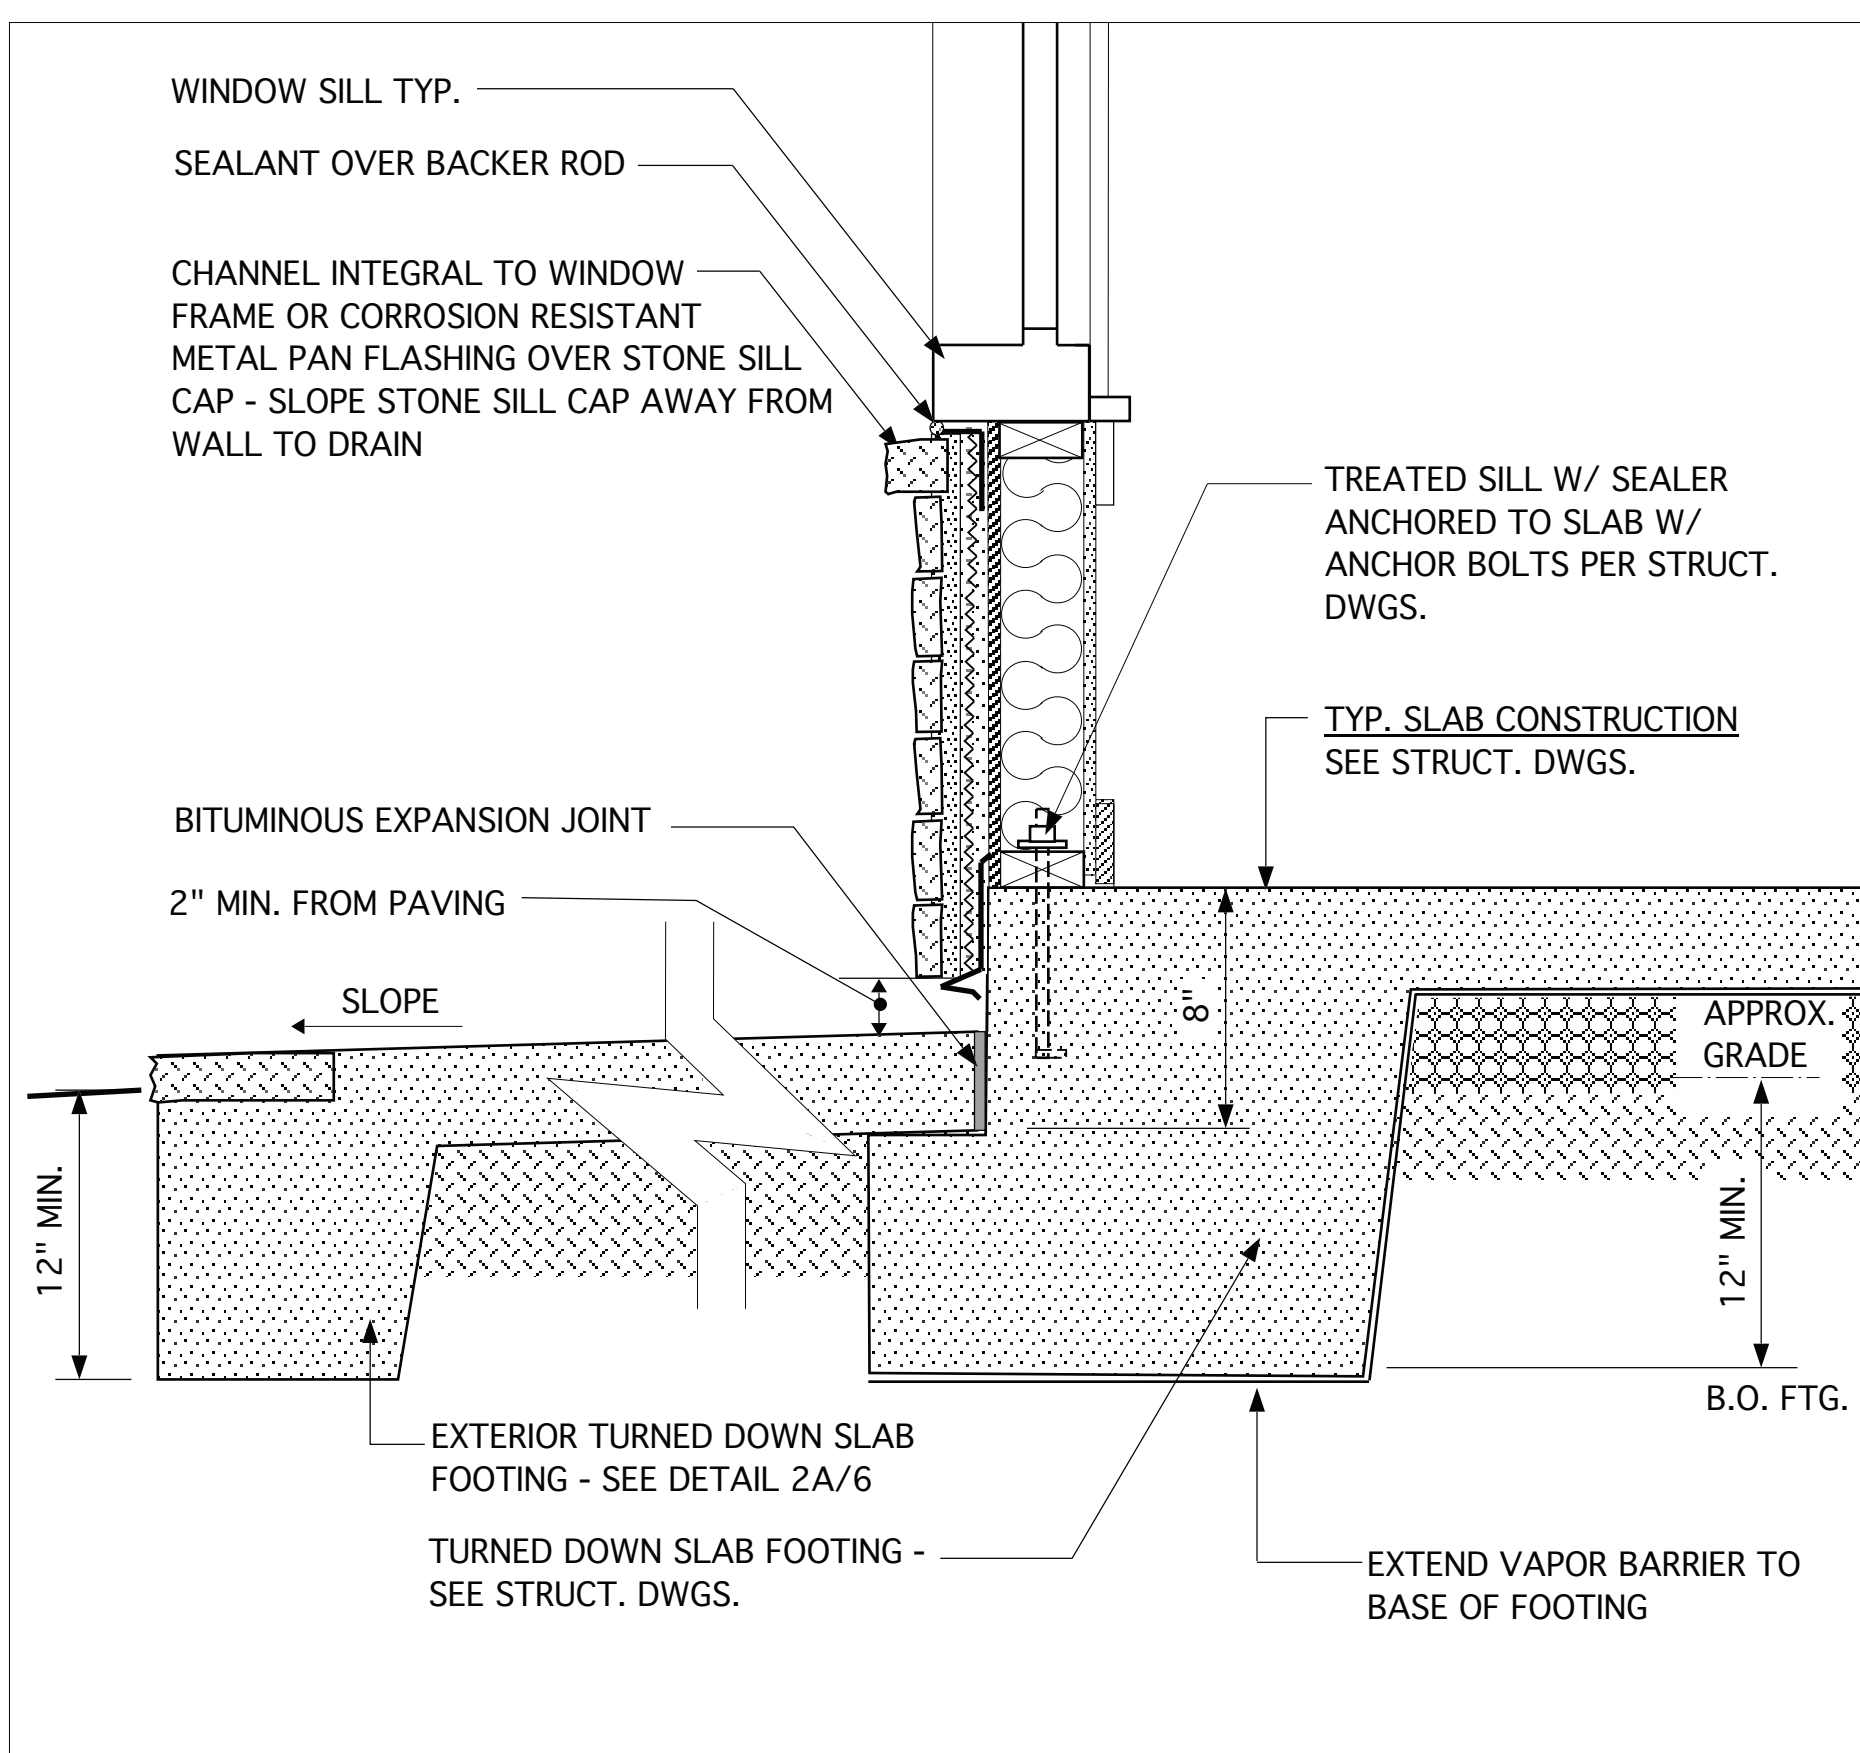 WINDOW SILL TYP.
SEALANT OVER BACKER ROD
CHANNEL INTEGRAL TO WINDOW
FRAME OR CORROSION RESISTANT
METAL PAN FLASHING OVER STONE SILL
CAP - SLOPE STONE SILL CAP AWAY FROM
WALL TO DRAIN
TREATED SILL W/ SEALER
ANCHORED TO SLAB W/
ANCHOR BOLTS PER STRUCT.
DWGS.
TYP. SLAB CONSTRUCTION
SEE STRUCT. DWGS.
BITUMINOUS EXPANSION JOINT
2" MIN. FROM PAVING
SLOPE
8"
APPROX.
GRADE
12" MIN.
12" MIN.
B.O. FTG.
EXTERIOR TURNED DOWN SLAB
FOOTING - SEE DETAIL 2A/6
TURNED DOWN SLAB FOOTING -
SEE STRUCT. DWGS.
EXTEND VAPOR BARRIER TO
BASE OF FOOTING